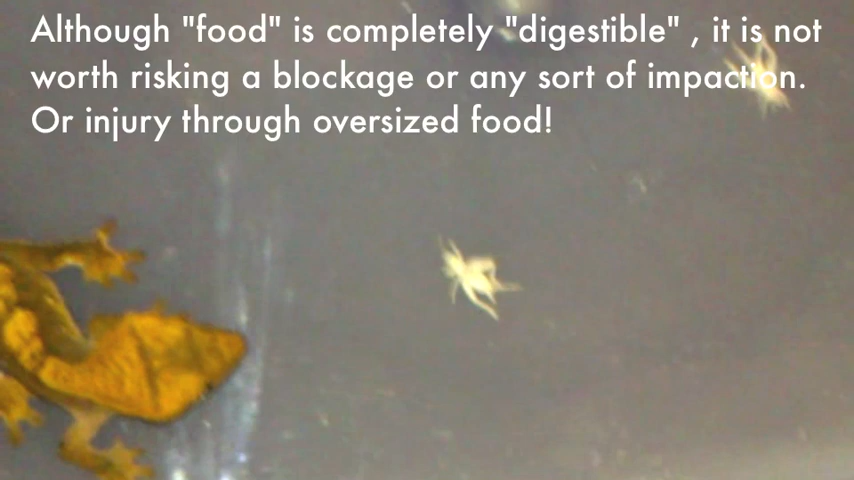 Although "food" is completely "digestible" , it is not
worth risking a blockage or any sort of impaction.
Or injury through oversized food!